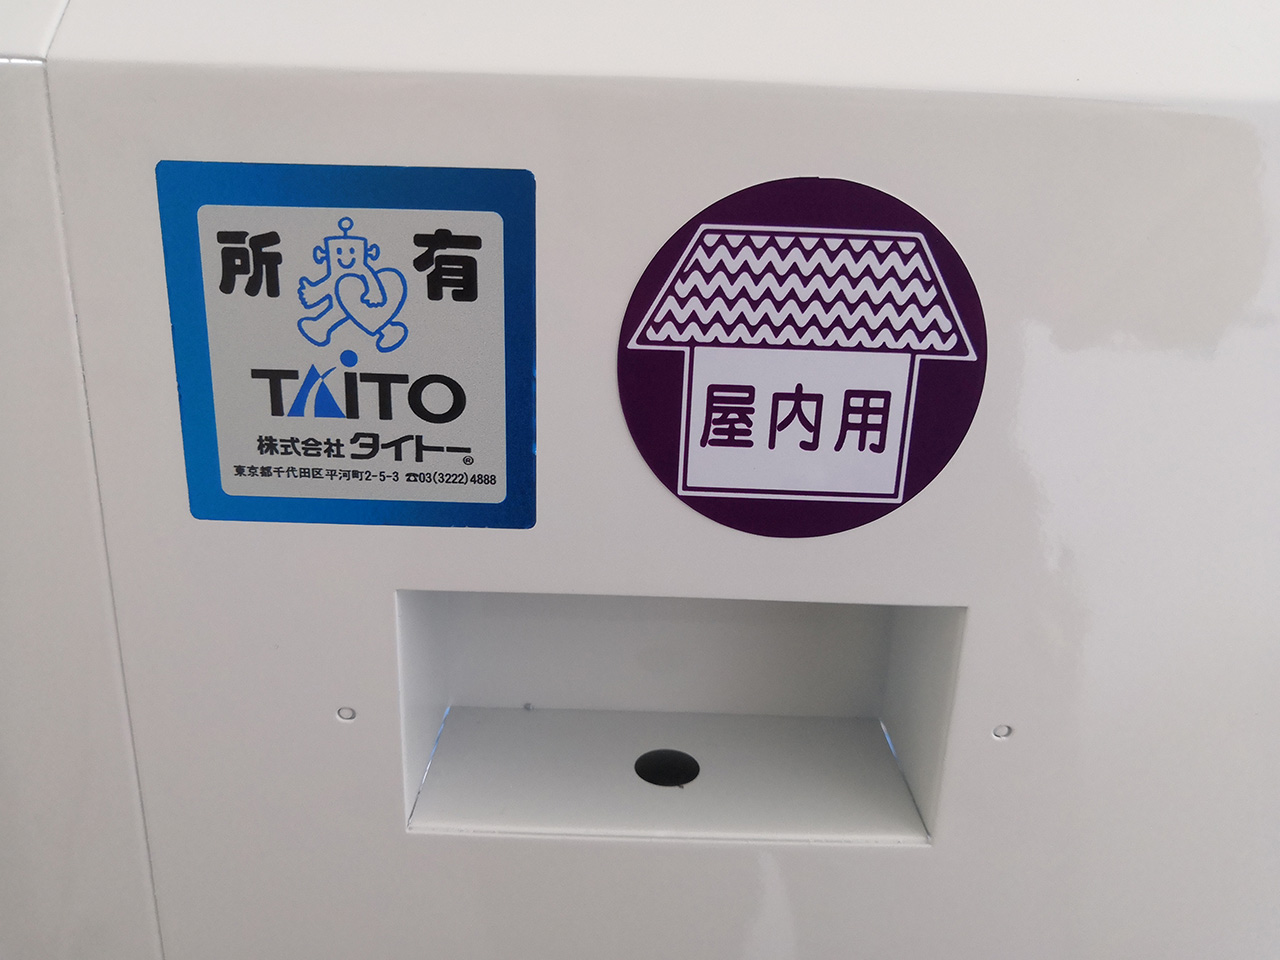 所有
TAITO
株式会社 タイトー®
東京都千代田区平河町2-5-3 ☎03(3222)4888
屋内用